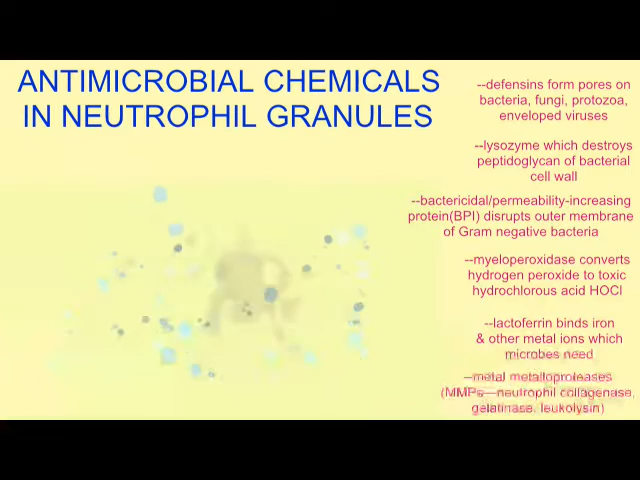 ANTIMICROBIAL CHEMICALS
IN NEUTROPHIL GRANULES
--defensins form pores on
bacteria, fungi, protozoa,
enveloped viruses
--lysozyme which destroys
peptidoglycan of bacterial
cell wall
--bactericidal/permeability-increasing
protein(BPI) disrupts outer membrane
of Gram negative bacteria
--myeloperoxidase converts
hydrogen peroxide to toxic
hydrochlorous acid HOCl
--lactoferrin binds iron
& other metal ions which
microbes need
--metal metalloproteases
(MMPs—neutrophil collagenase,
gelatinase, leukolysin)